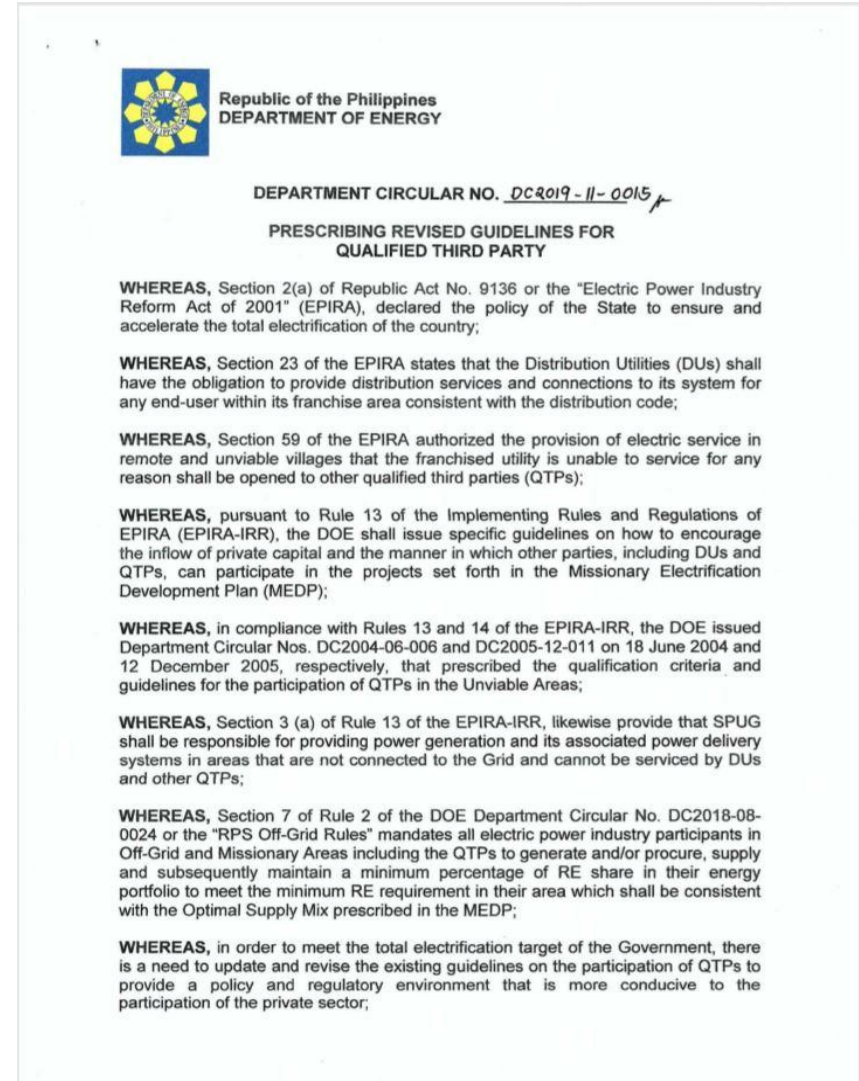 Republic of the Philippines
DEPARTMENT OF ENERGY
DEPARTMENT CIRCULAR NO. DC2019-11-0015
PRESCRIBING REVISED GUIDELINES FOR
QUALIFIED THIRD PARTY
WHEREAS, Section 2(a) of Republic Act No. 9136 or the "Electric Power Industry
Reform Act of 2001" (EPIRA), declared the policy of the State to ensure and
accelerate the total electrification of the country;
WHEREAS, Section 23 of the EPIRA states that the Distribution Utilities (DUs) shall
have the obligation to provide distribution services and connections to its system for
any end-user within its franchise area consistent with the distribution code;
WHEREAS, Section 59 of the EPIRA authorized the provision of electric service in
remote and unviable villages that the franchised utility is unable to service for any
reason shall be opened to other qualified third parties (QTPs);
WHEREAS, pursuant to Rule 13 of the Implementing Rules and Regulations of
EPIRA (EPIRA-IRR), the DOE shall issue specific guidelines on how to encourage
the inflow of private capital and the manner in which other parties, including DUs and
QTPs, can participate in the projects set forth in the Missionary Electrification
Development Plan (MEDP);
WHEREAS, in compliance with Rules 13 and 14 of the EPIRA-IRR, the DOE issued
Department Circular Nos. DC2004-06-006 and DC2005-12-011 on 18 June 2004 and
12 December 2005, respectively, that prescribed the qualification criteria and
guidelines for the participation of QTPs in the Unviable Areas;
WHEREAS, Section 3 (a) of Rule 13 of the EPIRA-IRR, likewise provide that SPUG
shall be responsible for providing power generation and its associated power delivery
systems in areas that are not connected to the Grid and cannot be serviced by DUs
and other QTPs;
WHEREAS, Section 7 of Rule 2 of the DOE Department Circular No. DC2018-08-
0024 or the "RPS Off-Grid Rules" mandates all electric power industry participants in
Off-Grid and Missionary Areas including the QTPs to generate and/or procure, supply
and subsequently maintain a minimum percentage of RE share in their energy
portfolio to meet the minimum RE requirement in their area which shall be consistent
with the Optimal Supply Mix prescribed in the MEDP;
WHEREAS, in order to meet the total electrification target of the Government, there
is a need to update and revise the existing guidelines on the participation of QTPs to
provide a policy and regulatory environment that is more conducive to the
participation of the private sector;